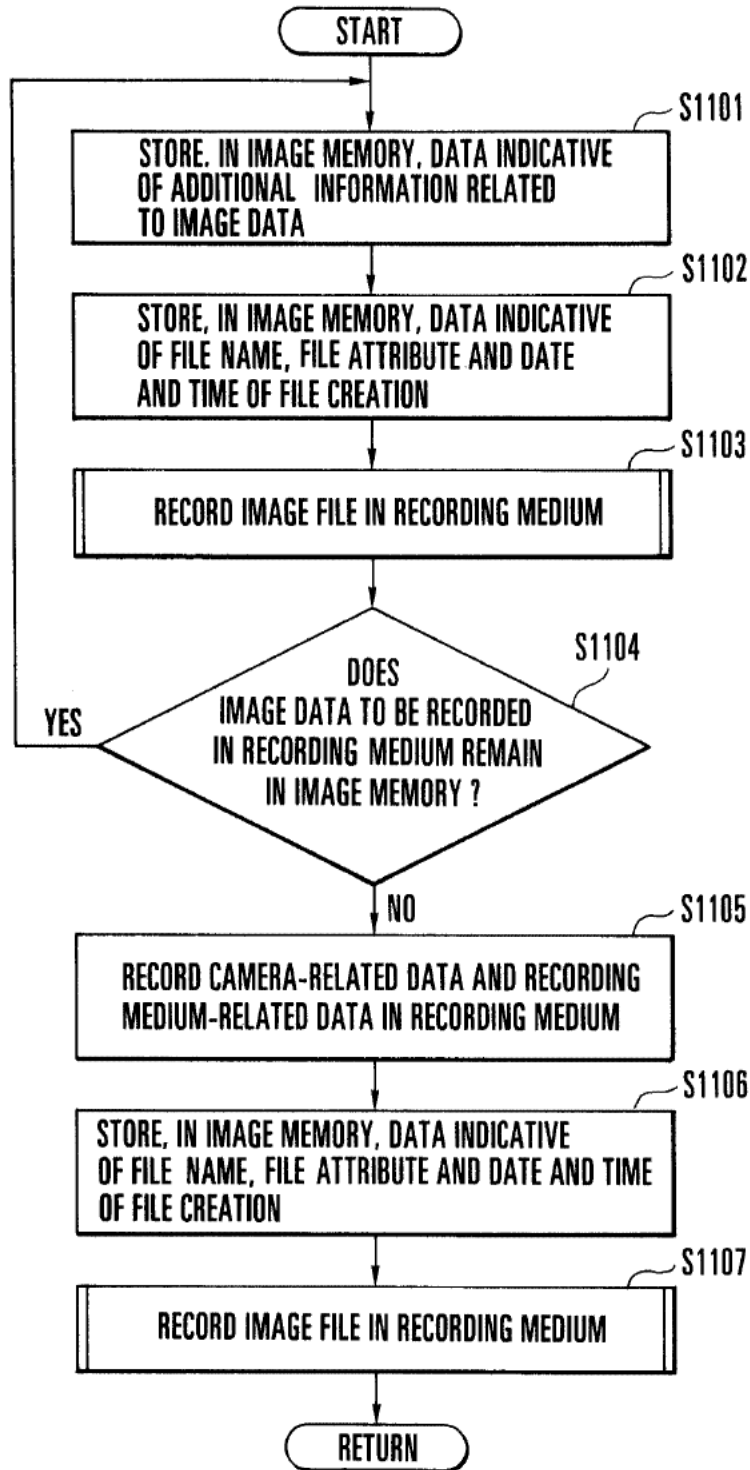 START
S1101
STORE. IN IMAGE MEMORY, DATA INDICATIVE
OF ADDITIONAL INFORMATION RELATED
TO IMAGE DATA
S1102
STORE, IN IMAGE MEMORY, DATA INDICATIVE
OF FILE NAME, FILE ATTRIBUTE AND DATE
AND TIME OF FILE CREATION
S1103
RECORD IMAGE FILE IN RECORDING MEDIUM
S1104
DOES
IMAGE DATA TO BE RECORDED
IN RECORDING MEDIUM REMAIN
IN IMAGE MEMORY ?
YES
NO
S1105
RECORD CAMERA-RELATED DATA AND RECORDING
MEDIUM-RELATED DATA IN RECORDING MEDIUM
S1106
STORE, IN IMAGE MEMORY, DATA INDICATIVE
OF FILE NAME, FILE ATTRIBUTE AND DATE AND TIME
OF FILE CREATION
S1107
RECORD IMAGE FILE IN RECORDING MEDIUM
RETURN